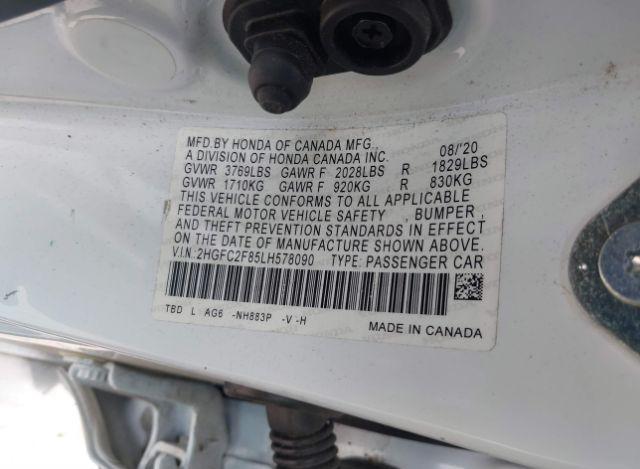 MFD.BY HONDA OF CANADA MFG., 08/'20
A DIVISION OF HONDA CANADA INC.
GVWR 3769LBS GAWR F 2028LBS R 1829LBS
GVWR 1710KG GAWR F 920KG R 830KG
THIS VEHICLE CONFORMS TO ALL APPLICABLE
FEDERAL MOTOR VEHICLE SAFETY , BUMPER,
AND THEFT PREVENTION STANDARDS IN EFFECT
ON THE DATE OF MANUFACTURE SHOWN ABOVE.
V.I.N: 2HGFC2F85LH578090 TYPE: PASSENGER CAR
TBD L AG6 -NH883P -V -H
MADE IN CANADA